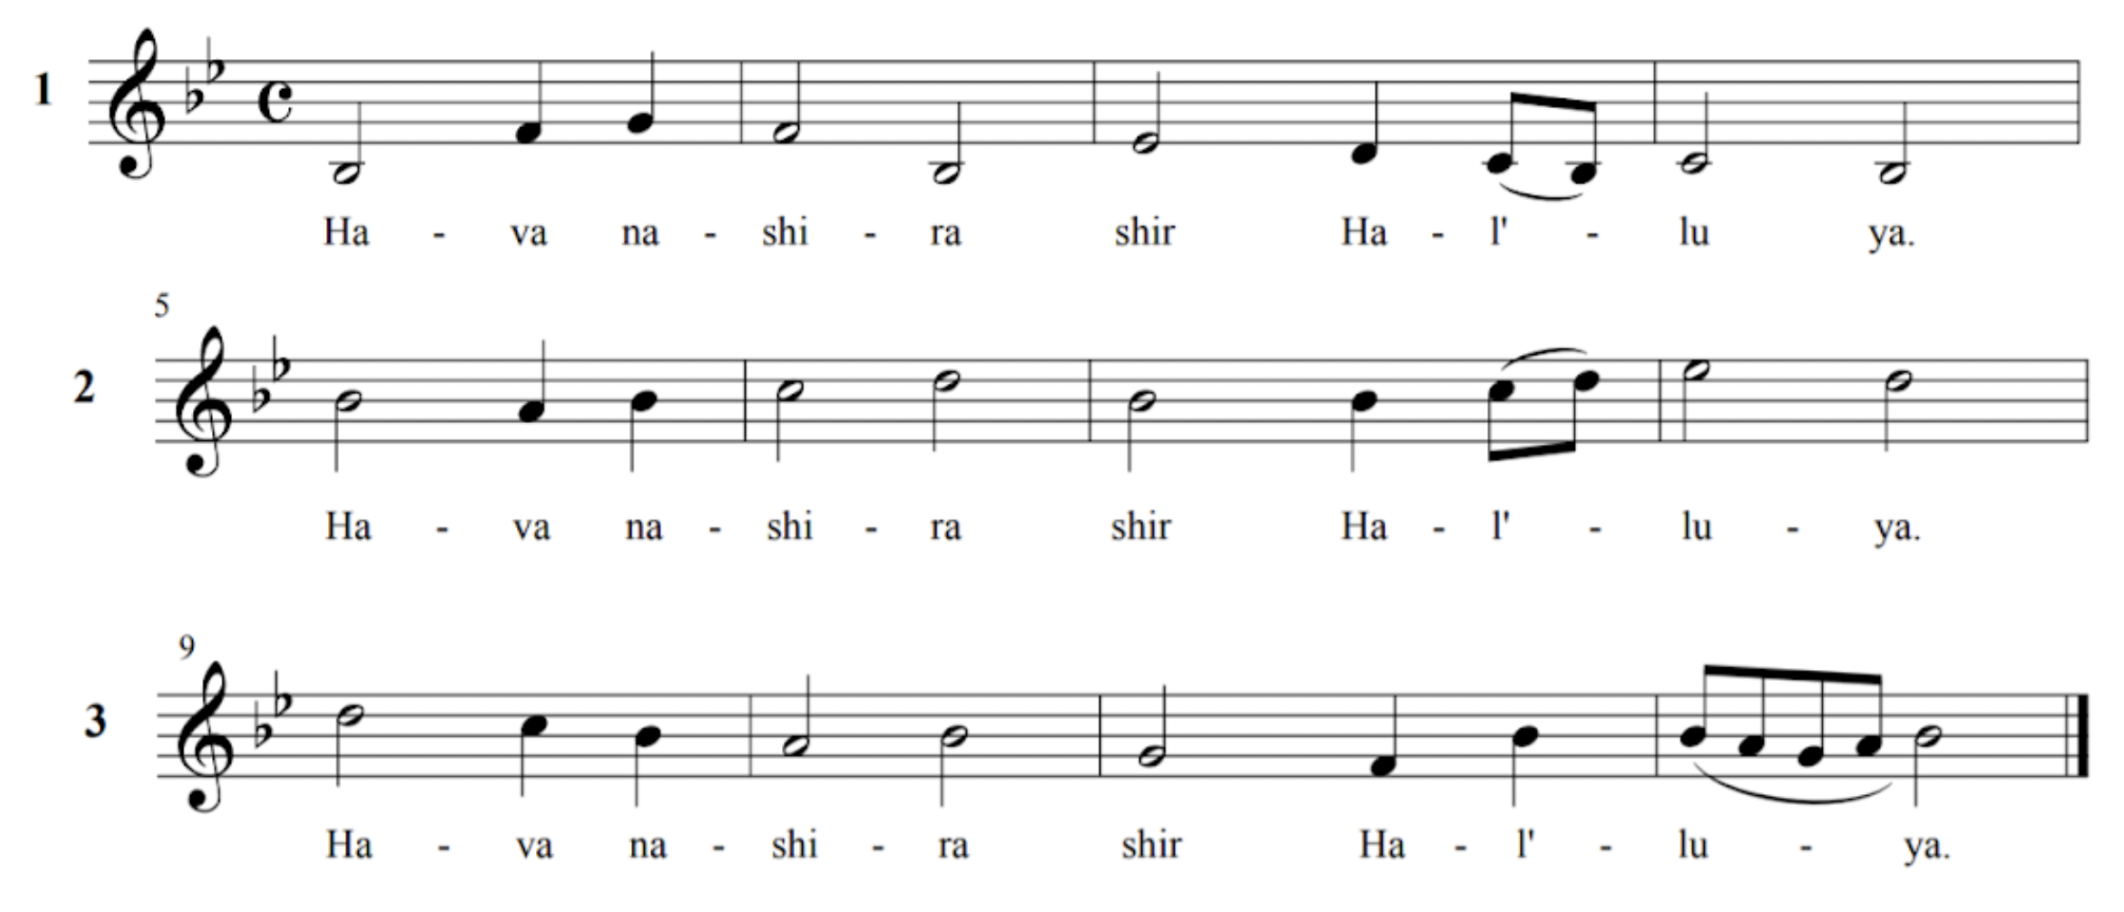 1
Ha - va na - shi - ra shir Ha - l' - lu ya.
5
2
Ha - va na - shi - ra shir Ha - l' - lu - ya.
9
3
Ha - va na - shi - ra shir Ha - l' - lu - ya.